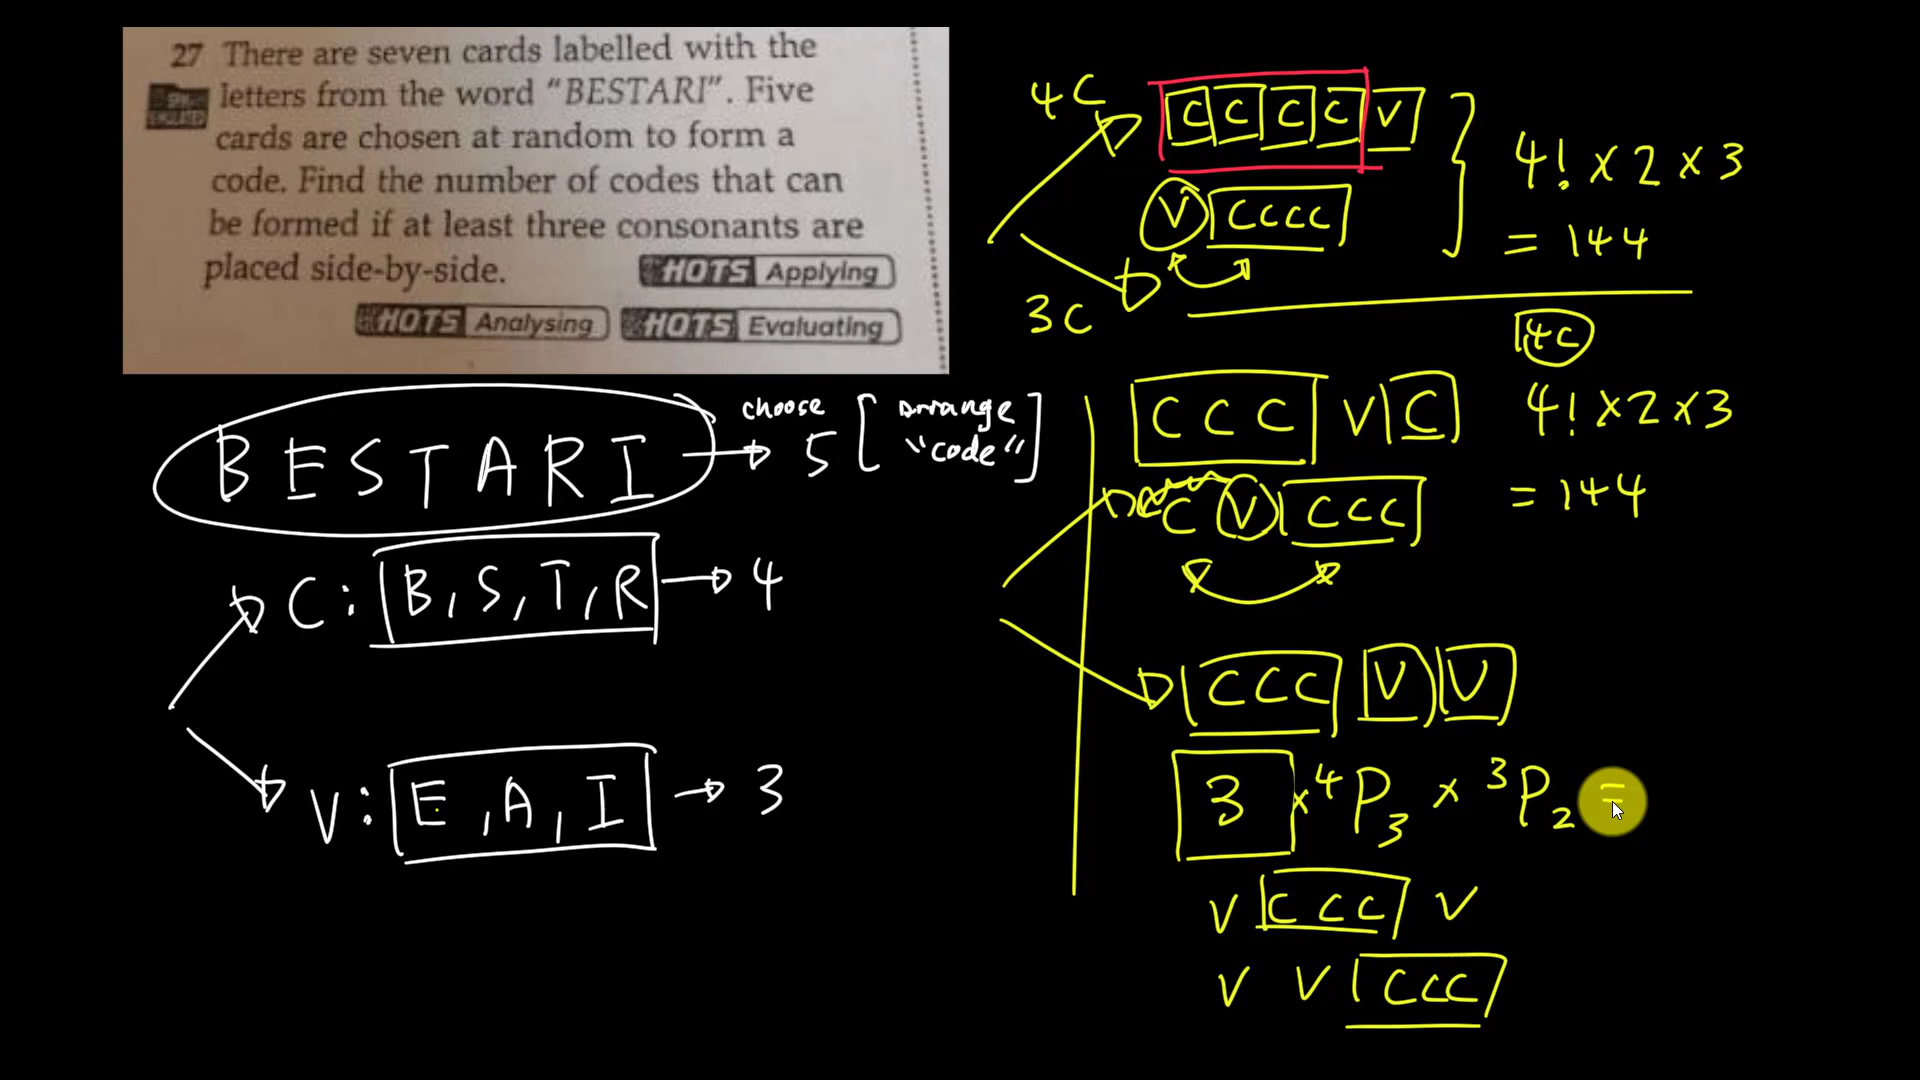 27 There are seven cards labelled with the
letters from the word “BESTARI”. Five
cards are chosen at random to form a
code. Find the number of codes that can
be formed if at least three consonants are
placed side-by-side.
HOTS Applying
HOTS Analysing HOTS Evaluating
BESTARI → choose 5 [ arrange
"code" ]
C: B, S, T, R → 4
V: E, A, I → 3
4C
C C C C V
V CCCC
3C
4! x 2 x 3
= 144
4C
C C C V C
C V CCC
4! x 2 x 3
= 144
CCC V V
3 x ⁴P₃ x ³P₂ =
V CCC V
V V CCC